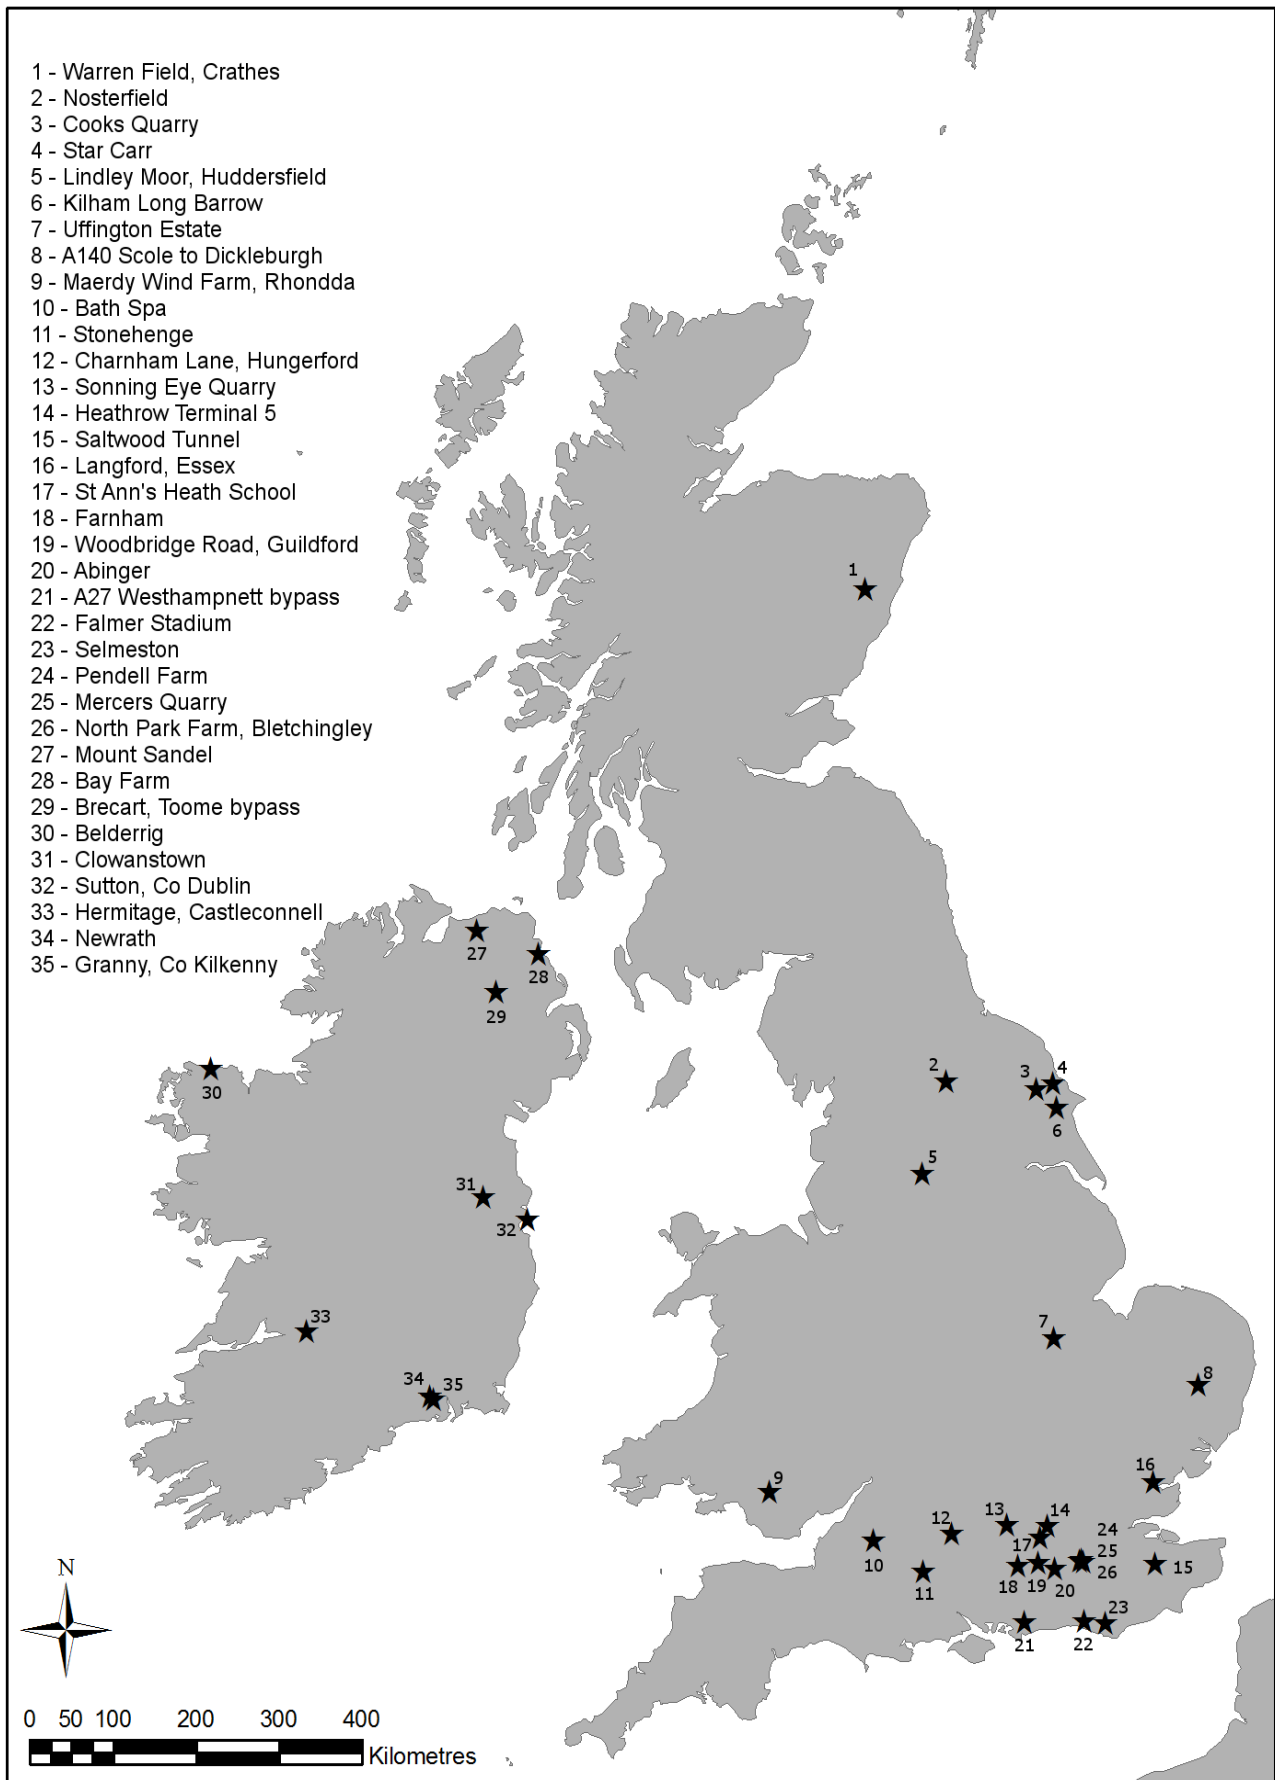 1 - Warren Field, Crathes
2 - Nosterfield
3 - Cooks Quarry
4 - Star Carr
5 - Lindley Moor, Huddersfield
6 - Kilham Long Barrow
7 - Uffington Estate
8 - A140 Scole to Dickleburgh
9 - Maerdy Wind Farm, Rhondda
10 - Bath Spa
11 - Stonehenge
12 - Charnham Lane, Hungerford
13 - Sonning Eye Quarry
14 - Heathrow Terminal 5
15 - Saltwood Tunnel
16 - Langford, Essex
17 - St Ann's Heath School
18 - Farnham
19 - Woodbridge Road, Guildford
20 - Abinger
21 - A27 Westhampnett bypass
22 - Falmer Stadium
23 - Selmeston
24 - Pendell Farm
25 - Mercers Quarry
26 - North Park Farm, Bletchingley
27 - Mount Sandel
28 - Bay Farm
29 - Brecart, Toome bypass
30 - Belderrig
31 - Clowanstown
32 - Sutton, Co Dublin
33 - Hermitage, Castleconnell
34 - Newrath
35 - Granny, Co Kilkenny
1
27
28
29
30
2
3
4
6
5
31
32
33
34
35
7
8
9
16
10
11
12
13
14
17
24
25
26
15
18
19
20
21
22
23
N
0 50 100 200 300 400
Kilometres